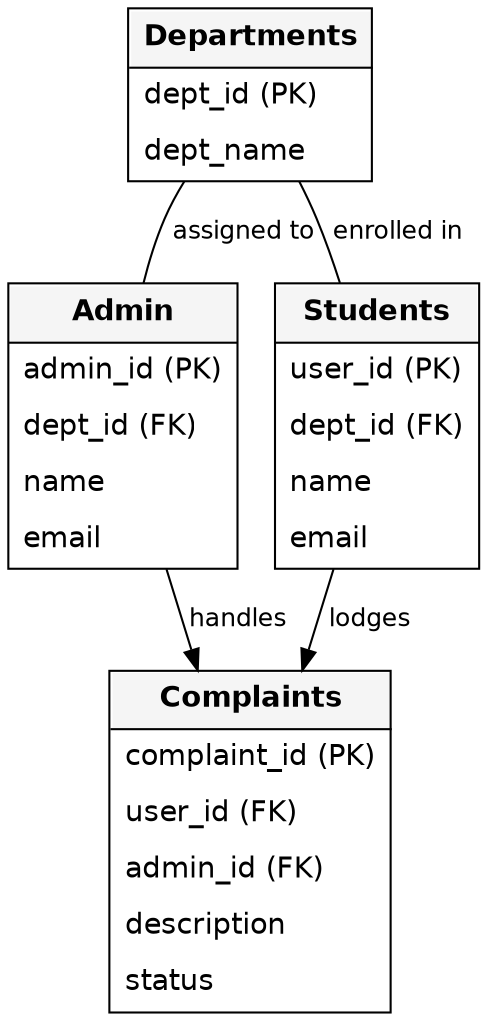 Departments
dept_id (PK)
dept_name
assigned to
enrolled in
Admin
admin_id (PK)
dept_id (FK)
name
email
Students
user_id (PK)
dept_id (FK)
name
email
handles
lodges
Complaints
complaint_id (PK)
user_id (FK)
admin_id (FK)
description
status